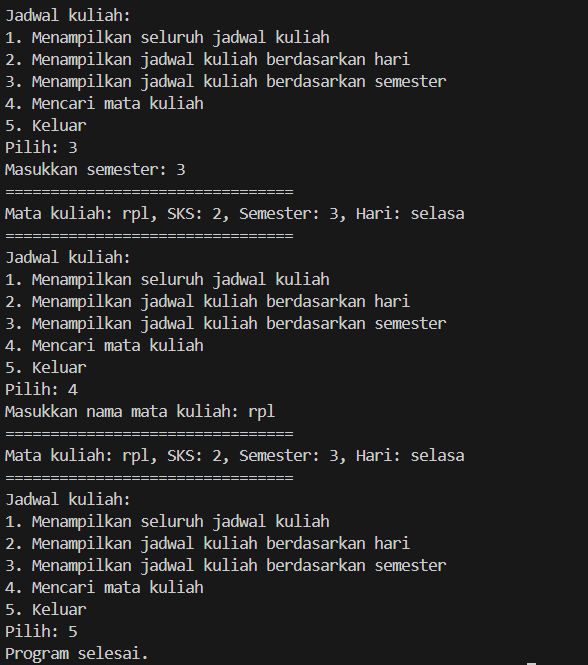 Jadwal kuliah:
1. Menampilkan seluruh jadwal kuliah
2. Menampilkan jadwal kuliah berdasarkan hari
3. Menampilkan jadwal kuliah berdasarkan semester
4. Mencari mata kuliah
5. Keluar
Pilih: 3
Masukkan semester: 3
================================
Mata kuliah: rpl, SKS: 2, Semester: 3, Hari: selasa
================================
Jadwal kuliah:
1. Menampilkan seluruh jadwal kuliah
2. Menampilkan jadwal kuliah berdasarkan hari
3. Menampilkan jadwal kuliah berdasarkan semester
4. Mencari mata kuliah
5. Keluar
Pilih: 4
Masukkan nama mata kuliah: rpl
================================
Mata kuliah: rpl, SKS: 2, Semester: 3, Hari: selasa
================================
Jadwal kuliah:
1. Menampilkan seluruh jadwal kuliah
2. Menampilkan jadwal kuliah berdasarkan hari
3. Menampilkan jadwal kuliah berdasarkan semester
4. Mencari mata kuliah
5. Keluar
Pilih: 5
Program selesai.